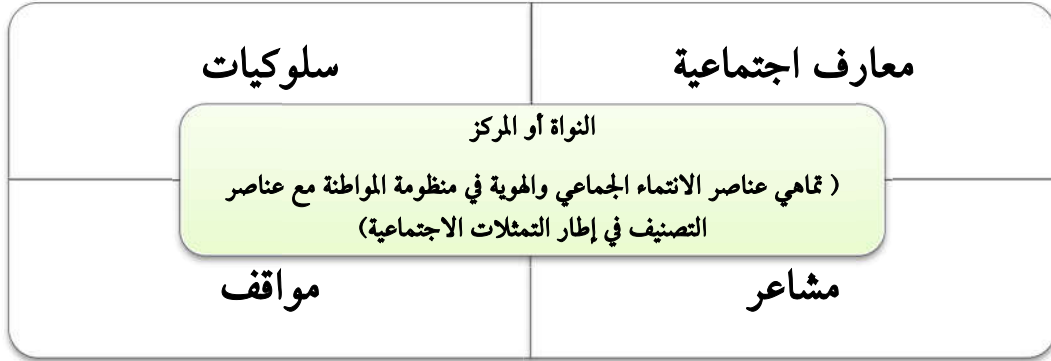 معارف اجتماعية
سلوكيات
النواة أو المركز
( تماهي عناصر الانتماء الجماعي والهوية في منظومة المواطنة مع عناصر
التصنيف في إطار التمثلات الاجتماعية)
مشاعر
مواقف